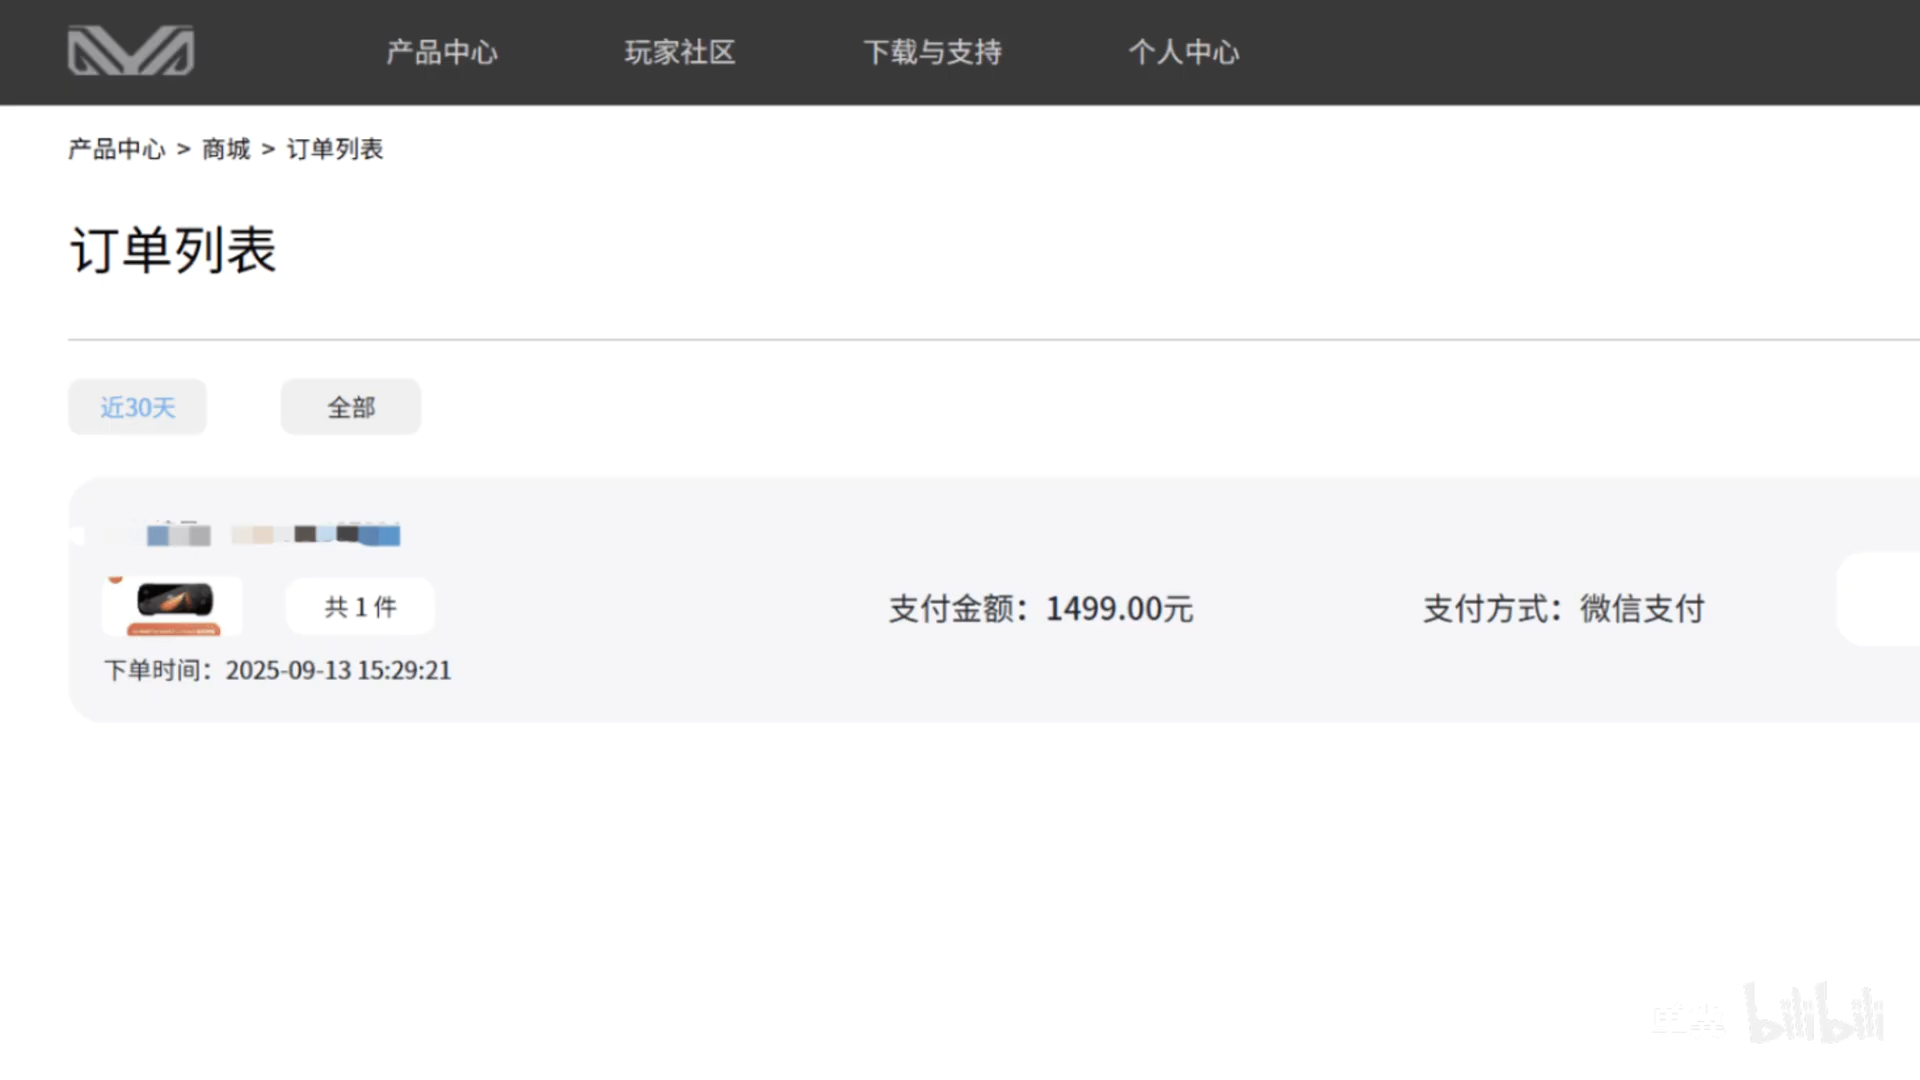 产品中心 玩家社区 下载与支持 个人中心
产品中心 > 商城 > 订单列表
订单列表
近30天 全部
共 1 件 支付金额：1499.00元 支付方式：微信支付
下单时间：2025-09-13 15:29:21
bilibili